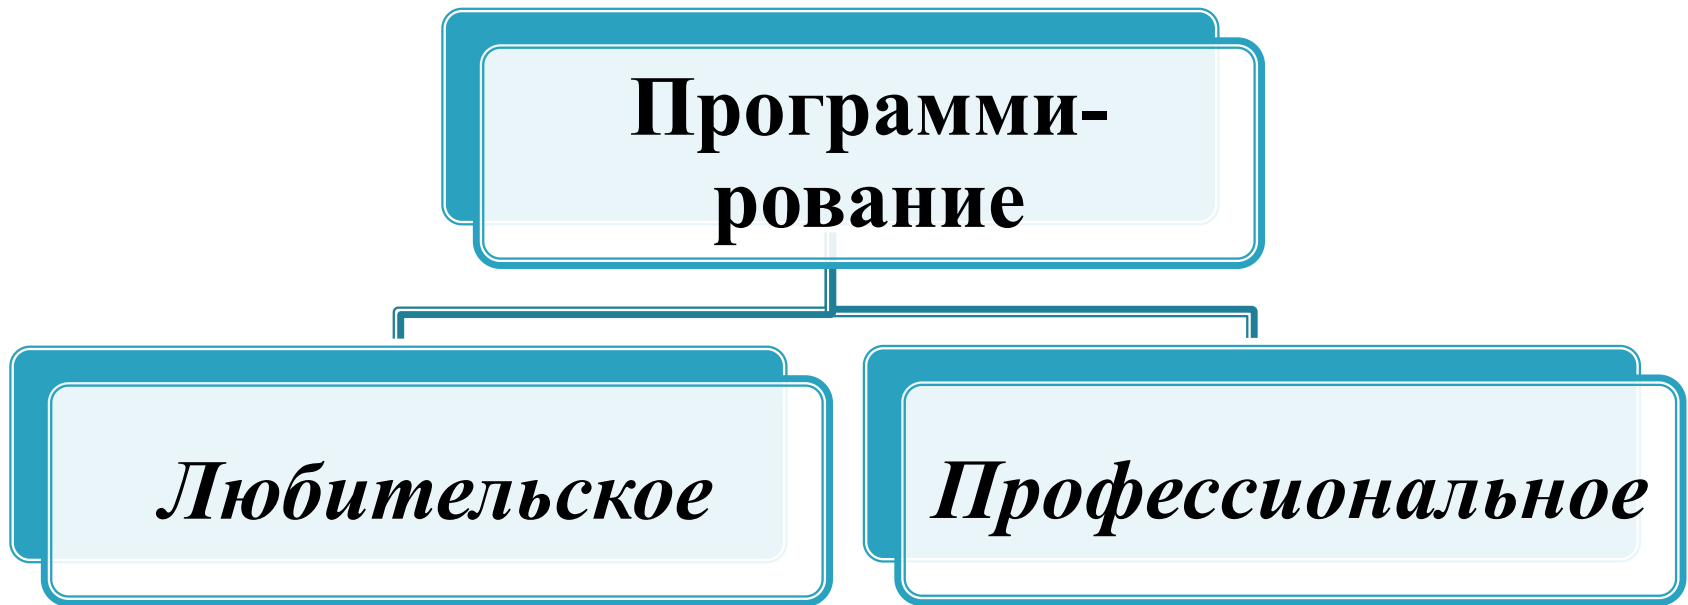 Программи-
рование
Любительское
Профессиональное